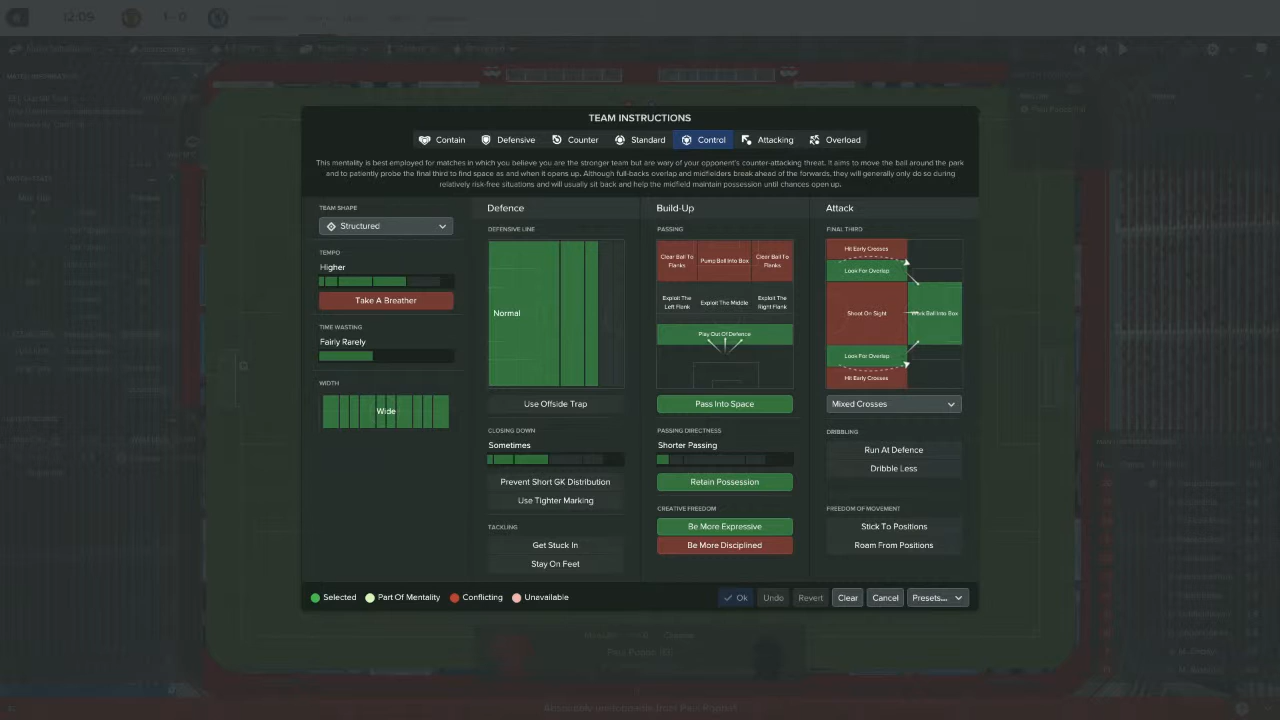 12:09
1 - 0
TEAM INSTRUCTIONS
Contain
Defensive
Counter
Standard
Control
Attacking
Overload
This mentality is best employed for matches in which you believe you are the stronger team but are wary of your opponent's counter-attacking threat. It aims to move the ball around the park
and to patiently probe the final third to find space as and when it opens up. Although full-backs overlap and midfielders break ahead of the forwards, they will generally only do so during
relatively risk-free situations and will usually sit back and help the midfield maintain possession until chances open up.
TEAM SHAPE
Structured
TEMPO
Higher
Take A Breather
TIME WASTING
Fairly Rarely
WIDTH
Wide
Defence
DEFENSIVE LINE
Normal
Use Offside Trap
CLOSING DOWN
Sometimes
Prevent Short GK Distribution
Use Tighter Marking
TACKLING
Get Stuck In
Stay On Feet
Build-Up
PASSING
Clear Ball To
Flanks
Pump Ball Into Box
Clear Ball To
Flanks
Exploit The
Left Flank
Exploit The Middle
Exploit The
Right Flank
Play Out Of Defence
Pass Into Space
PASSING DIRECTNESS
Shorter Passing
Retain Possession
CREATIVE FREEDOM
Be More Expressive
Be More Disciplined
Attack
FINAL THIRD
Hit Early Crosses
Look For Overlap
Shoot On Sight
Work Ball Into Box
Look For Overlap
Hit Early Crosses
Mixed Crosses
DRIBBLING
Run At Defence
Dribble Less
FREEDOM OF MOVEMENT
Stick To Positions
Roam From Positions
Selected
Part Of Mentality
Conflicting
Unavailable
Ok
Undo
Revert
Clear
Cancel
Presets...